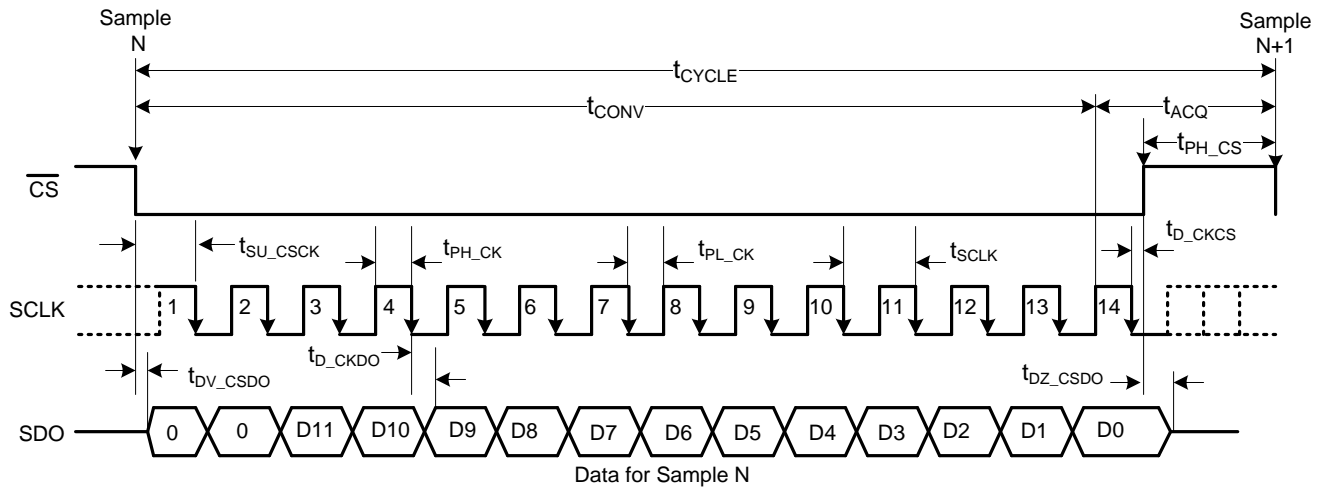 Sample
N
Sample
N+1
tCYCLE
tCONV
tACQ
tPH_CS
CS
tSU_CSCK
tPH_CK
tPL_CK
tSCLK
tD_CKCS
SCLK
1 2 3 4 5 6 7 8 9 10 11 12 13 14
tD_CKDO
tDV_CSDO
tDZ_CSDO
SDO
0 0 D11 D10 D9 D8 D7 D6 D5 D4 D3 D2 D1 D0
Data for Sample N